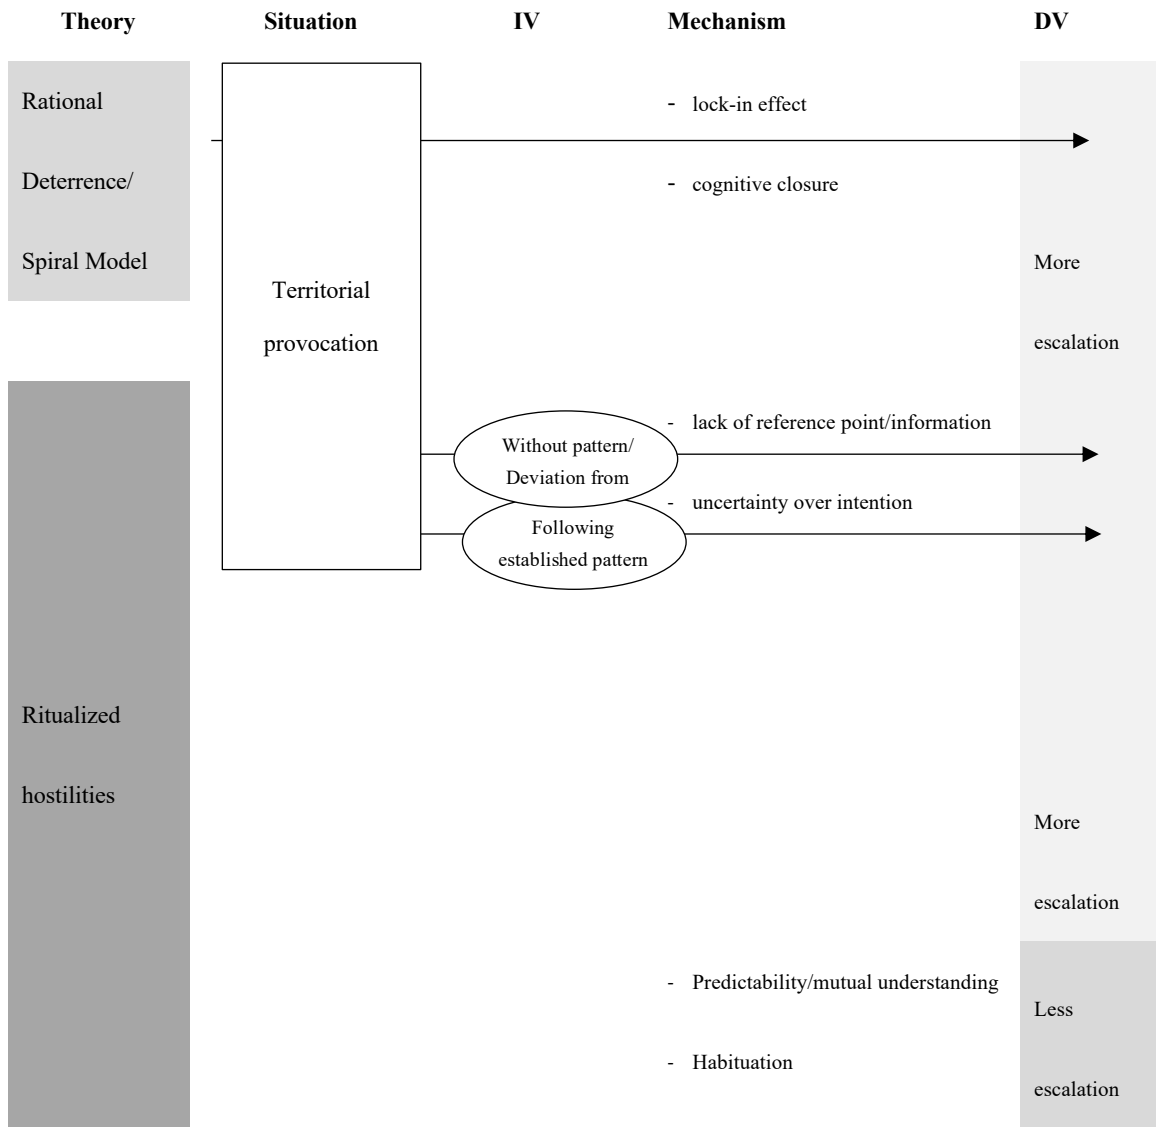 Theory Situation IV Mechanism DV
Rational
Deterrence/
Spiral Model
Territorial
provocation
- lock-in effect
- cognitive closure
More
escalation
Ritualized
hostilities
Without pattern/
Deviation from
Following
established pattern
- lack of reference point/information
- uncertainty over intention
More
escalation
- Predictability/mutual understanding
- Habituation
Less
escalation